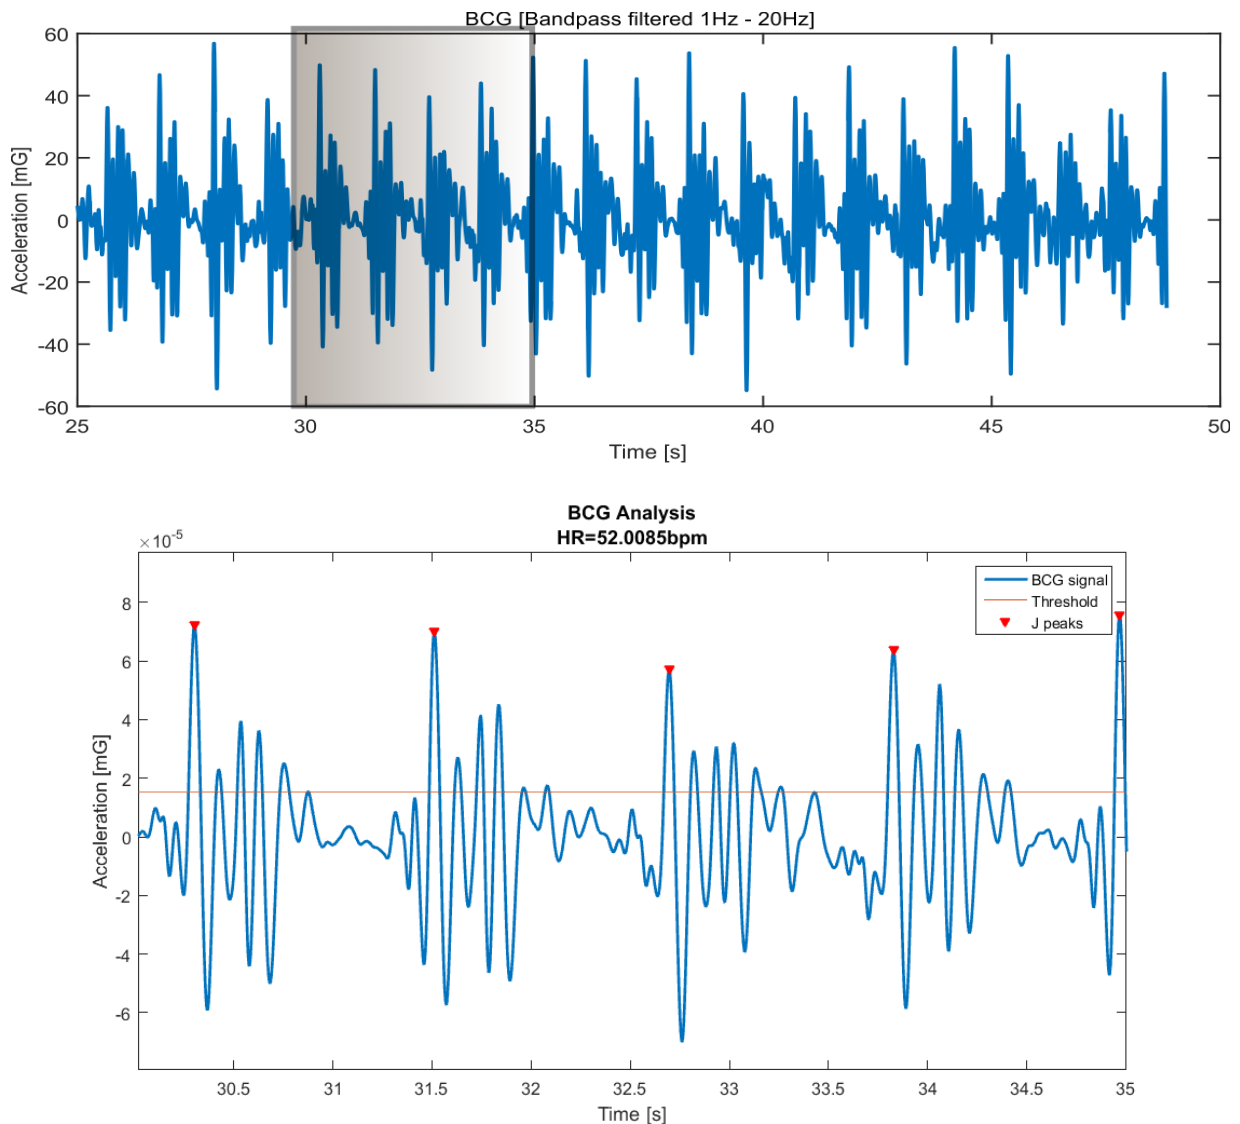 BCG [Bandpass filtered 1Hz - 20Hz]
60
40
20
0
-20
-40
-60
Acceleration [mG]
25 30 35 40 45 50
Time [s]
BCG Analysis
HR=52.0085bpm
×10-5
8
6
4
2
0
-2
-4
-6
Acceleration [mG]
BCG signal
Threshold
J peaks
30.5 31 31.5 32 32.5 33 33.5 34 34.5 35
Time [s]